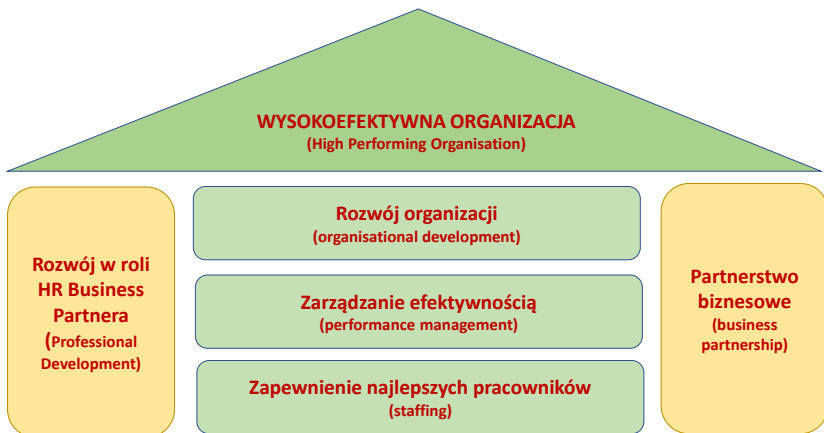 WYSOKOEFEKTYWNA ORGANIZACJA
(High Performing Organisation)
Rozwój w roli
HR Business
Partnera
(Professional
Development)
Rozwój organizacji
(organisational development)
Zarządzanie efektywnością
(performance management)
Zapewnienie najlepszych pracowników
(staffing)
Partnerstwo
biznesowe
(business
partnership)